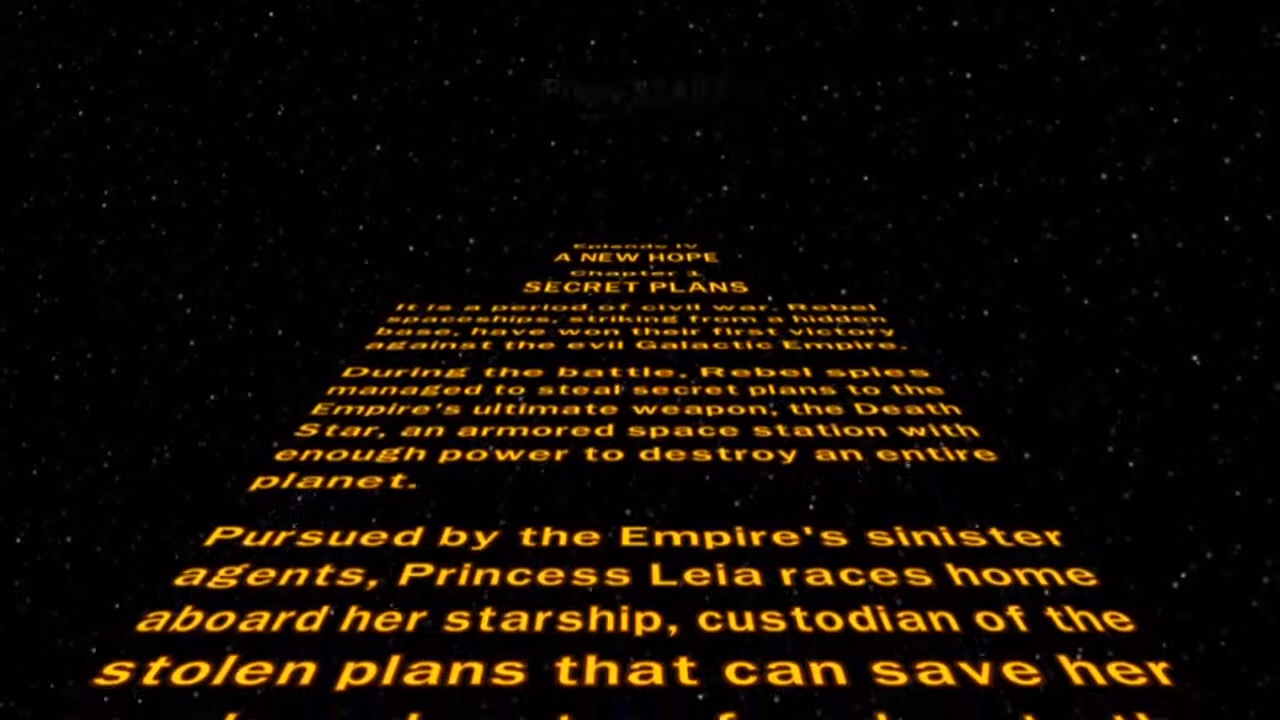 Episode IV
A NEW HOPE
Chapter 1
SECRET PLANS
It is a period of civil war. Rebel
spaceships, striking from a hidden
base, have won their first victory
against the evil Galactic Empire.
During the battle, Rebel spies
managed to steal secret plans to the
Empire's ultimate weapon; the Death
Star, an armored space station with
enough power to destroy an entire
planet.
Pursued by the Empire's sinister
agents, Princess Leia races home
aboard her starship, custodian of the
stolen plans that can save her